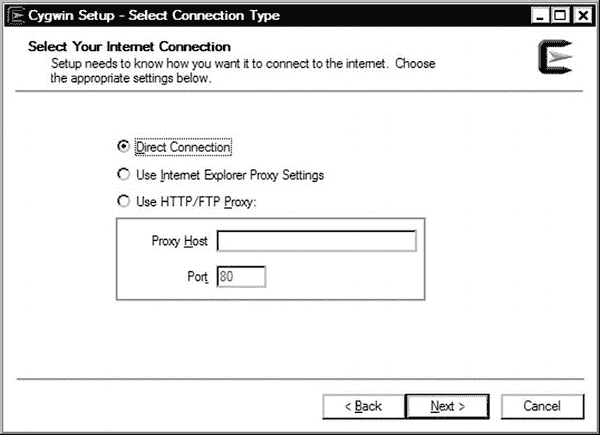 Cygwin Setup - Select Connection Type
Select Your Internet Connection
Setup needs to know how you want it to connect to the internet. Choose
the appropriate settings below.
Direct Connection
Use Internet Explorer Proxy Settings
Use HTTP/FTP Proxy:
Proxy Host
Port 80
< Back Next > Cancel